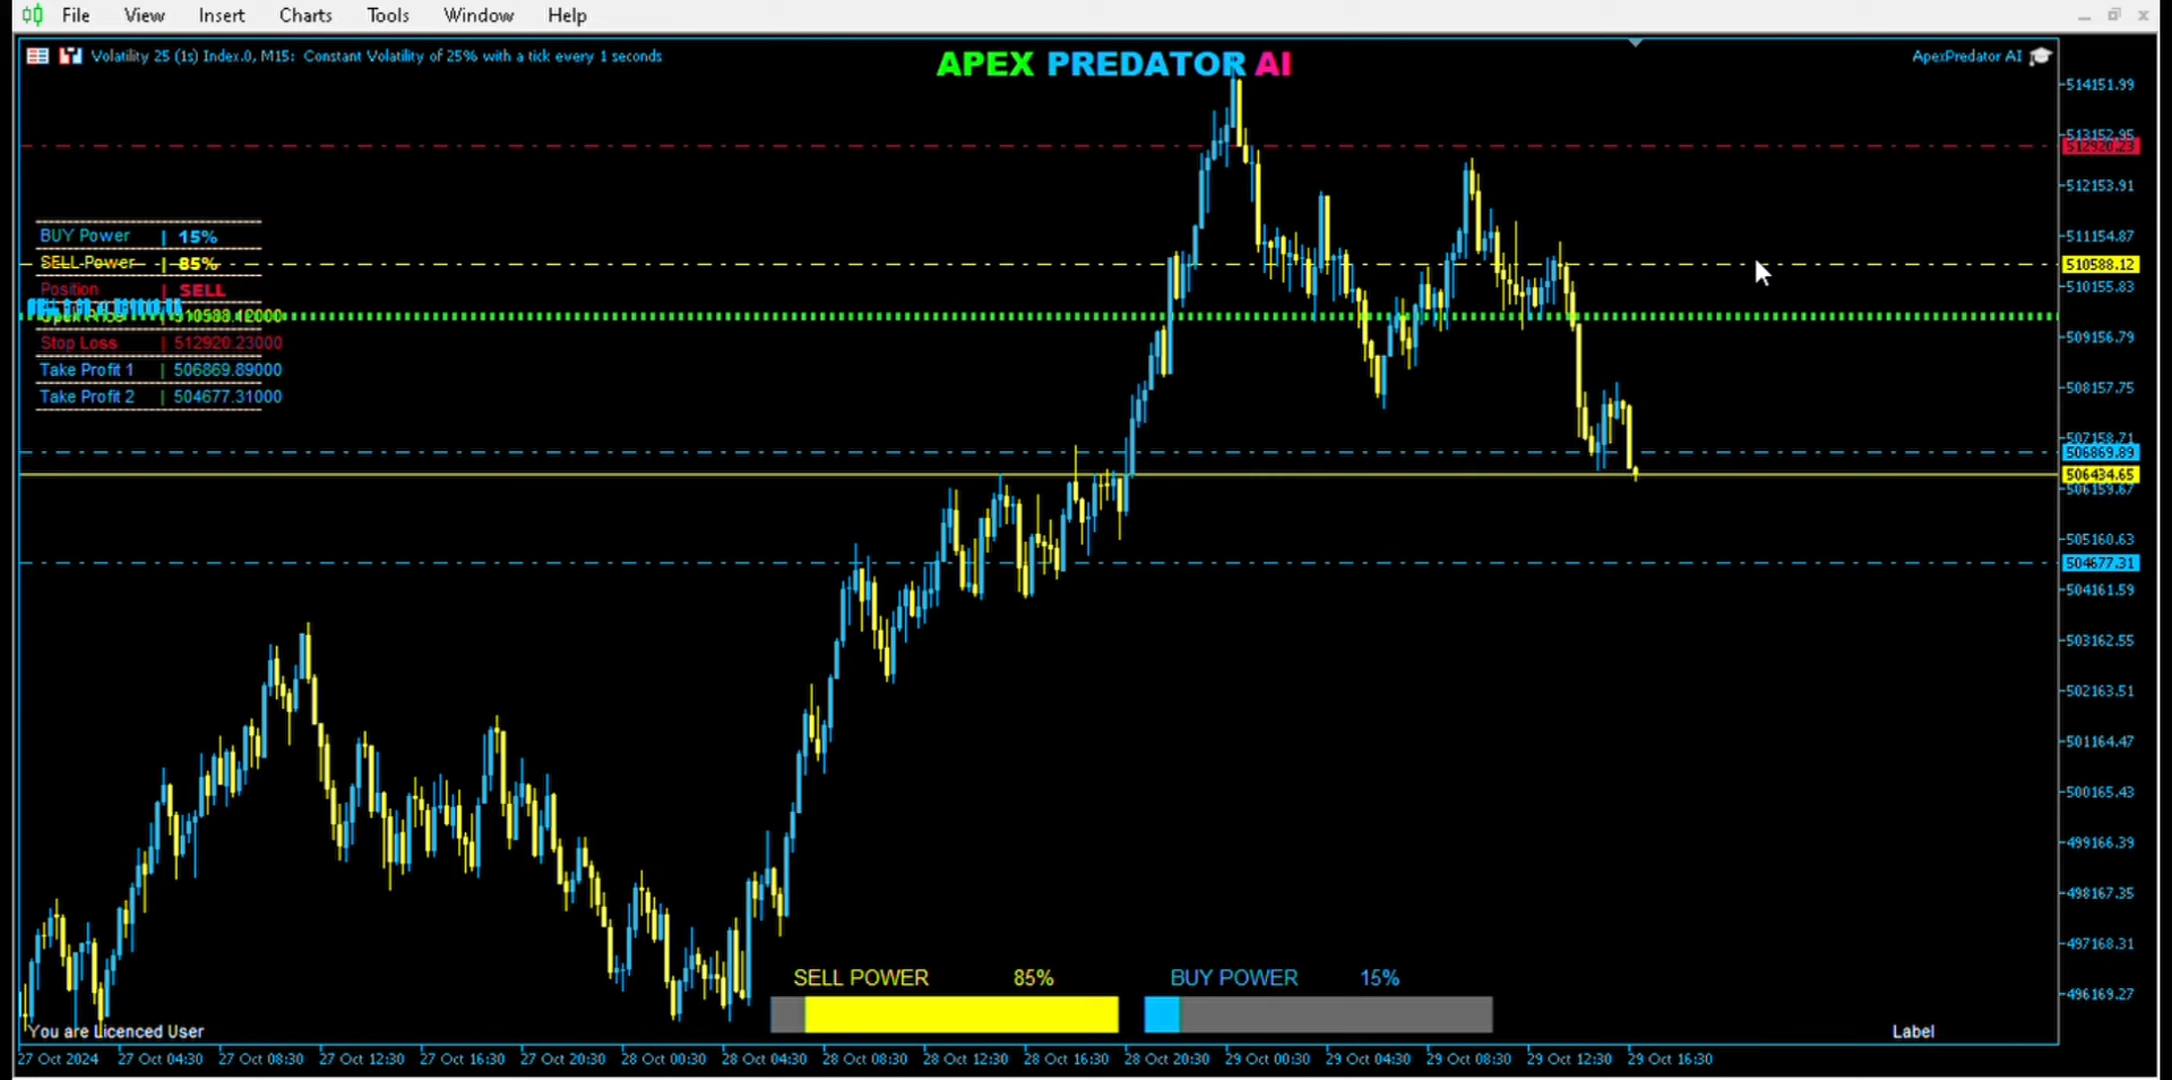 File View Insert Charts Tools Window Help
Volatility 25 (1s) Index.0, M15: Constant Volatility of 25% with a tick every 1 seconds
APEX PREDATOR AI
ApexPredator AI
514151.99
513152.95
512920.23
512153.91
511154.87
510588.12
510155.83
509156.79
508157.75
507158.71
506869.89
506434.65
506159.67
505160.63
504677.31
504161.59
503162.55
502163.51
501164.47
500165.43
499166.39
498167.35
497168.31
496169.27
BUY Power | 15%
SELL Power | 85%
Position | SELL
Open Price | 510588.12000
Stop Loss | 512920.23000
Take Profit 1 | 506869.89000
Take Profit 2 | 504677.31000
SELL POWER 85% BUY POWER 15%
You are Licenced User
Label
27 Oct 2024 27 Oct 04:30 27 Oct 08:30 27 Oct 12:30 27 Oct 16:30 27 Oct 20:30 28 Oct 00:30 28 Oct 04:30 28 Oct 08:30 28 Oct 12:30 28 Oct 16:30 28 Oct 20:30 29 Oct 00:30 29 Oct 04:30 29 Oct 08:30 29 Oct 12:30 29 Oct 16:30